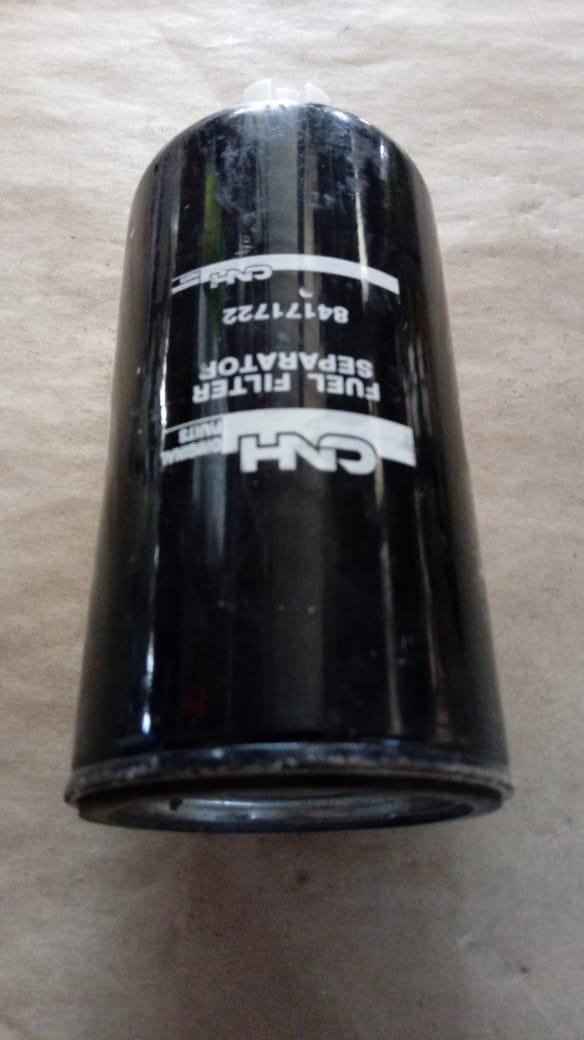 CNH ORIGINAL PARTS
FUEL FILTER
SEPARATOR
84171722
CNH